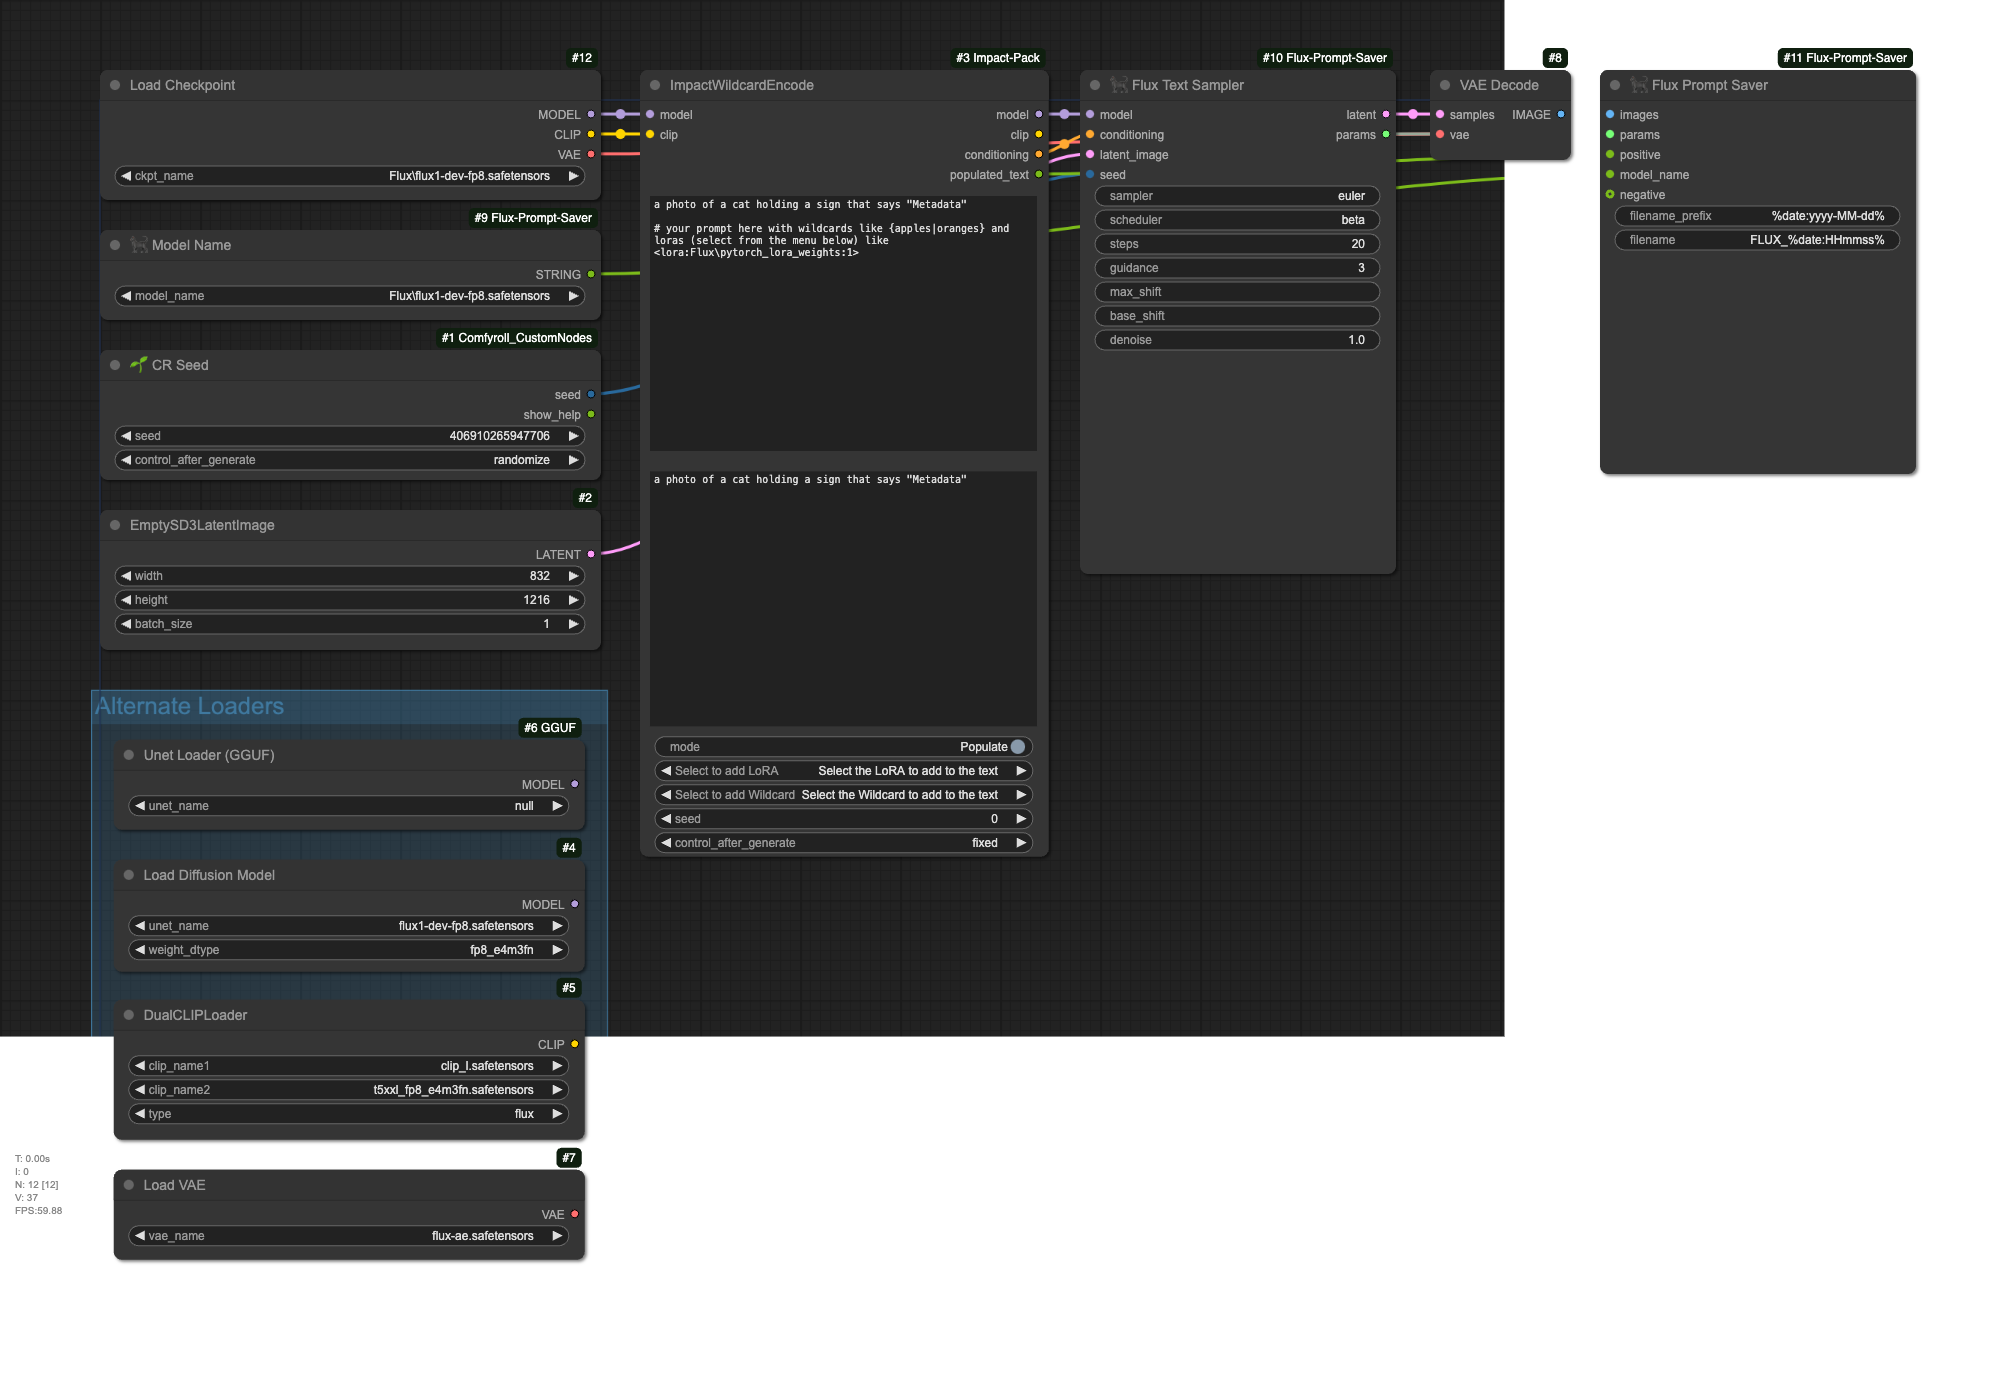 #12
Load Checkpoint
MODEL
CLIP
VAE
ckpt_name Flux\flux1-dev-fp8.safetensors
#9 Flux-Prompt-Saver
Model Name
STRING
model_name Flux\flux1-dev-fp8.safetensors
#1 Comfyroll_CustomNodes
CR Seed
seed
show_help
seed 406910265947706
control_after_generate randomize
#2
EmptySD3LatentImage
LATENT
width 832
height 1216
batch_size 1
Alternate Loaders
#6 GGUF
Unet Loader (GGUF)
MODEL
unet_name null
#4
Load Diffusion Model
MODEL
unet_name flux1-dev-fp8.safetensors
weight_dtype fp8_e4m3fn
#5
DualCLIPLoader
CLIP
clip_name1 clip_l.safetensors
clip_name2 t5xxl_fp8_e4m3fn.safetensors
type flux
#7
Load VAE
VAE
vae_name flux-ae.safetensors
T: 0.00s
I: 0
N: 12 [12]
V: 37
FPS:59.88
#3 Impact-Pack
ImpactWildcardEncode
model model
clip clip
conditioning
populated_text
a photo of a cat holding a sign that says "Metadata"
# your prompt here with wildcards like {apples|oranges} and
loras (select from the menu below) like
<lora:Flux\pytorch_lora_weights:1>
a photo of a cat holding a sign that says "Metadata"
mode Populate
Select to add LoRA Select the LoRA to add to the text
Select to add Wildcard Select the Wildcard to add to the text
seed 0
control_after_generate fixed
#10 Flux-Prompt-Saver
Flux Text Sampler
model latent
conditioning params
latent_image
seed
sampler euler
scheduler beta
steps 20
guidance 3
max_shift
base_shift
denoise 1.0
#8
VAE Decode
samples IMAGE
vae
#11 Flux-Prompt-Saver
Flux Prompt Saver
images
params
positive
model_name
negative
filename_prefix %date:yyyy-MM-dd%
filename FLUX_%date:HHmmss%